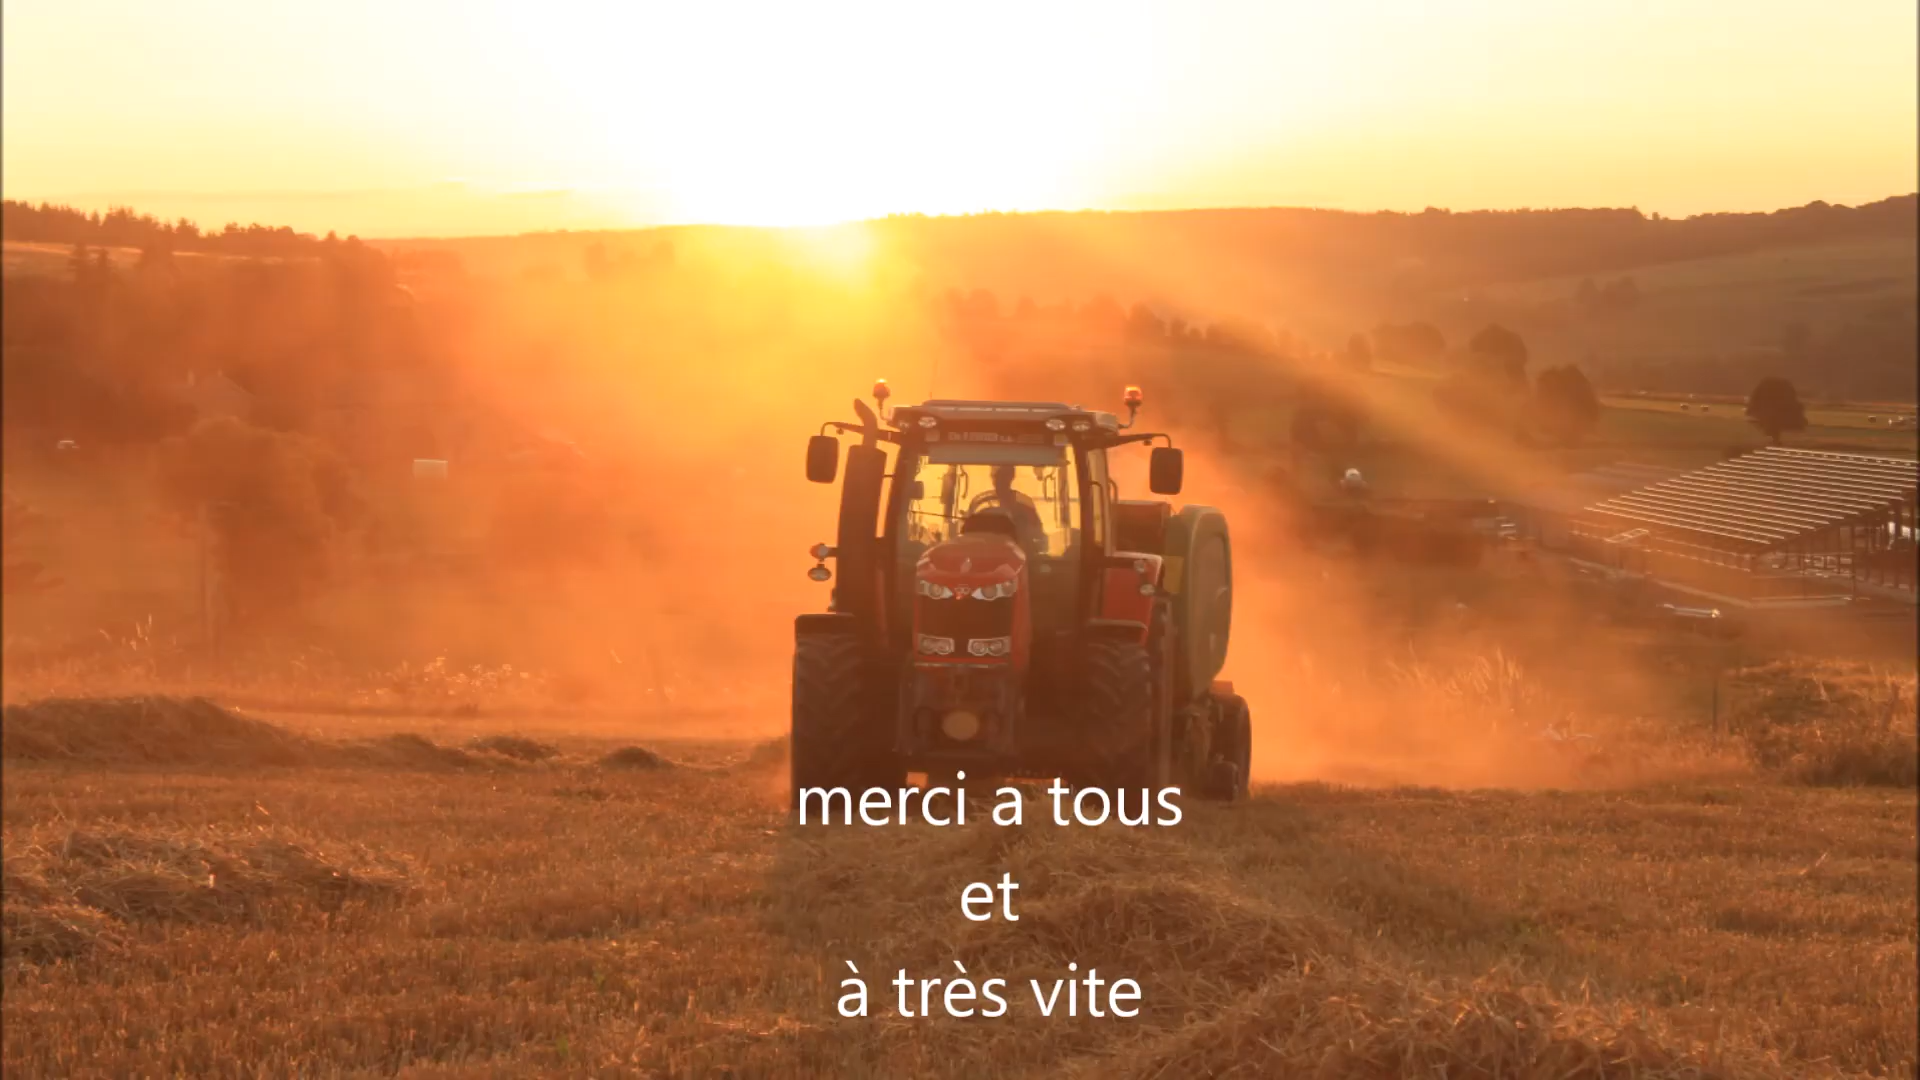 merci a tous
et
à très vite